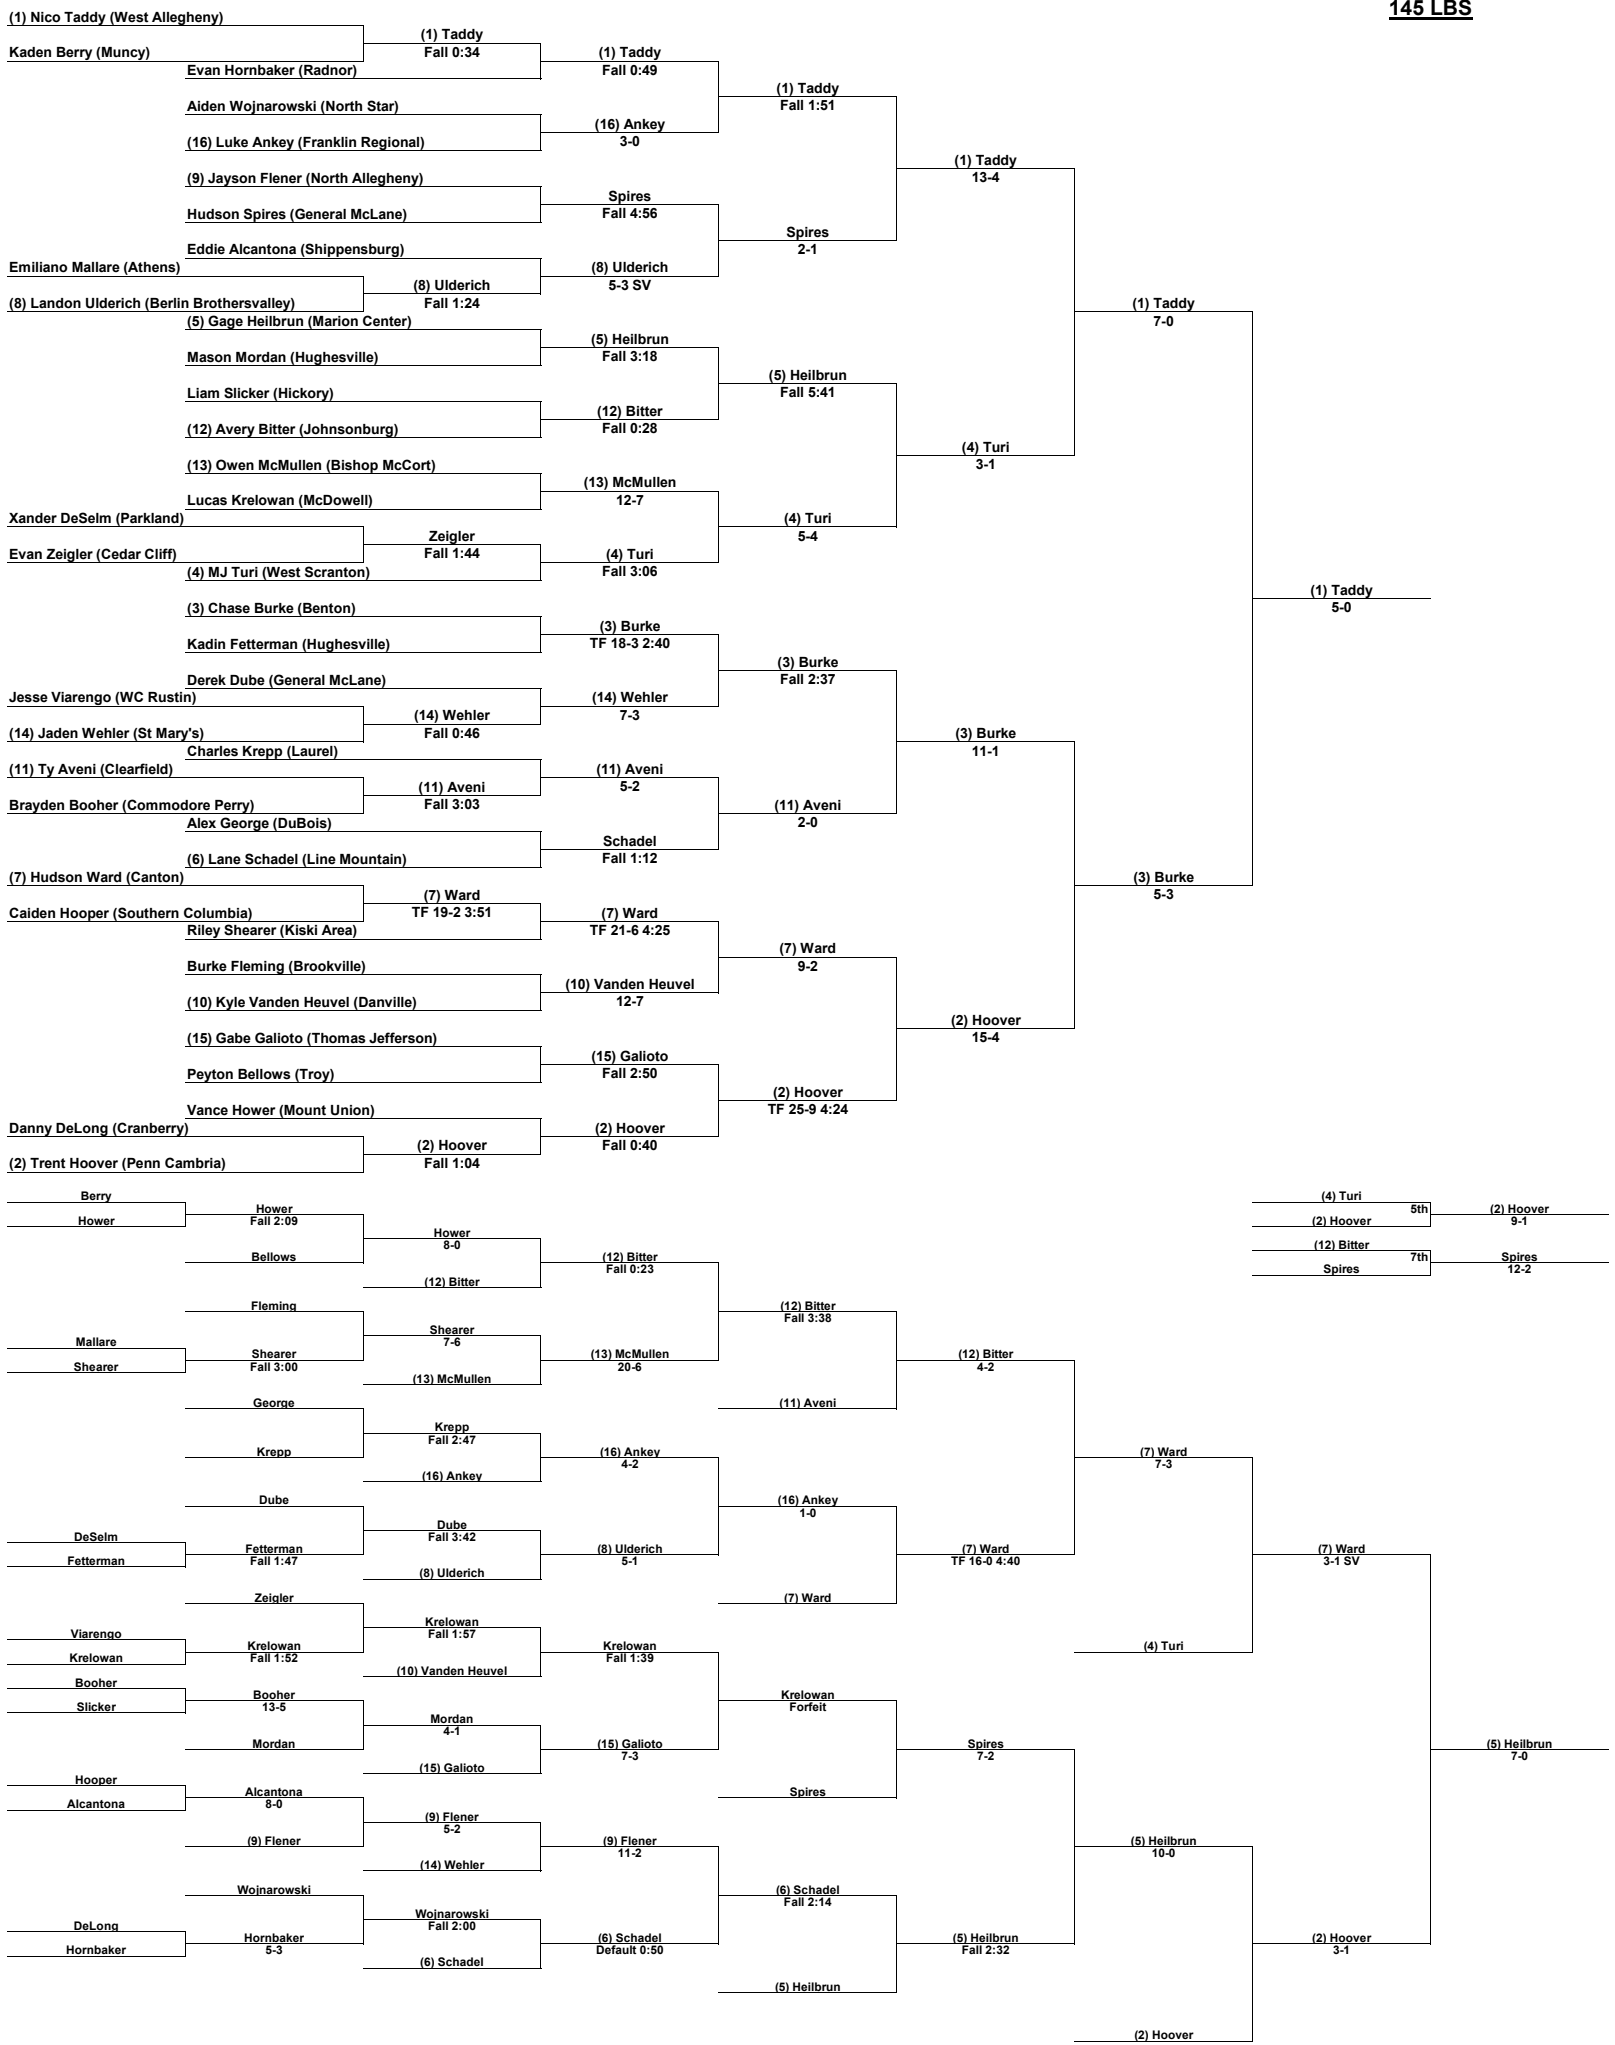 145 LBS
(1) Nico Taddy (West Allegheny)
(1) Taddy
Kaden Berry (Muncy)
Fall 0:34
(1) Taddy
Evan Hornbaker (Radnor)
Fall 0:49
(1) Taddy
Aiden Wojnarowski (North Star)
Fall 1:51
(16) Ankey
(16) Luke Ankey (Franklin Regional)
3-0
(1) Taddy
(9) Jayson Flener (North Allegheny)
13-4
Spires
Hudson Spires (General McLane)
Fall 4:56
Spires
Eddie Alcantona (Shippensburg)
2-1
Emiliano Mallare (Athens)
(8) Ulderich
(8) Ulderich
5-3 SV
(8) Landon Ulderich (Berlin Brothersvalley)
Fall 1:24
(1) Taddy
(5) Gage Heilbrun (Marion Center)
7-0
(5) Heilbrun
Mason Mordan (Hughesville)
Fall 3:18
(5) Heilbrun
Liam Slicker (Hickory)
Fall 5:41
(12) Bitter
(12) Avery Bitter (Johnsonburg)
Fall 0:28
(4) Turi
(13) Owen McMullen (Bishop McCort)
3-1
(13) McMullen
Lucas Krelowan (McDowell)
12-7
Xander DeSelm (Parkland)
(4) Turi
Zeigler
5-4
Evan Zeigler (Cedar Cliff)
Fall 1:44
(4) Turi
(4) MJ Turi (West Scranton)
Fall 3:06
(1) Taddy
(3) Chase Burke (Benton)
5-0
(3) Burke
Kadin Fetterman (Hughesville)
TF 18-3 2:40
(3) Burke
Derek Dube (General McLane)
Fall 2:37
Jesse Viarengo (WC Rustin)
(14) Wehler
(14) Wehler
7-3
(14) Jaden Wehler (St Mary's)
Fall 0:46
(3) Burke
Charles Krepp (Laurel)
11-1
(11) Ty Aveni (Clearfield)
(11) Aveni
(11) Aveni
5-2
Brayden Booher (Commodore Perry)
Fall 3:03
(11) Aveni
Alex George (DuBois)
2-0
Schadel
(6) Lane Schadel (Line Mountain)
Fall 1:12
(7) Hudson Ward (Canton)
(3) Burke
(7) Ward
5-3
Caiden Hooper (Southern Columbia)
TF 19-2 3:51
(7) Ward
Riley Shearer (Kiski Area)
TF 21-6 4:25
(7) Ward
Burke Fleming (Brookville)
9-2
(10) Vanden Heuvel
(10) Kyle Vanden Heuvel (Danville)
12-7
(2) Hoover
(15) Gabe Galioto (Thomas Jefferson)
15-4
(15) Galioto
Peyton Bellows (Troy)
Fall 2:50
(2) Hoover
Vance Hower (Mount Union)
TF 25-9 4:24
Danny DeLong (Cranberry)
(2) Hoover
(2) Hoover
Fall 0:40
(2) Trent Hoover (Penn Cambria)
Fall 1:04
Berry
(4) Turi
Hower
5th
(2) Hoover
Hower
Fall 2:09
(2) Hoover
9-1
Hower
8-0
(12) Bitter
Bellows
(12) Bitter
7th
Spires
Fall 0:23
Spires
12-2
(12) Bitter
Fleming
(12) Bitter
Fall 3:38
Shearer
Mallare
7-6
Shearer
(13) McMullen
(12) Bitter
Shearer
Fall 3:00
20-6
4-2
(13) McMullen
George
(11) Aveni
Krepp
Fall 2:47
Krepp
(16) Ankey
(7) Ward
4-2
7-3
(16) Ankey
Dube
(16) Ankey
1-0
Dube
DeSelm
Fall 3:42
Fetterman
(8) Ulderich
(7) Ward
(7) Ward
Fetterman
Fall 1:47
5-1
TF 16-0 4:40
3-1 SV
(8) Ulderich
Zeigler
(7) Ward
Krelowan
Viarengo
Fall 1:57
Krelowan
Krelowan
(4) Turi
Krelowan
Fall 1:52
Fall 1:39
(10) Vanden Heuvel
Booher
Booher
Krelowan
Slicker
13-5
Forfeit
Mordan
4-1
Mordan
(15) Galioto
Spires
(5) Heilbrun
7-3
7-2
7-0
(15) Galioto
Hooper
Alcantona
Spires
Alcantona
8-0
(9) Flener
5-2
(9) Flener
(9) Flener
(5) Heilbrun
11-2
10-0
(14) Wehler
Wojnarowski
(6) Schadel
Fall 2:14
Wojnarowski
DeLong
Fall 2:00
Hornbaker
(6) Schadel
(5) Heilbrun
(2) Hoover
Hornbaker
5-3
Default 0:50
Fall 2:32
3-1
(6) Schadel
(5) Heilbrun
(2) Hoover